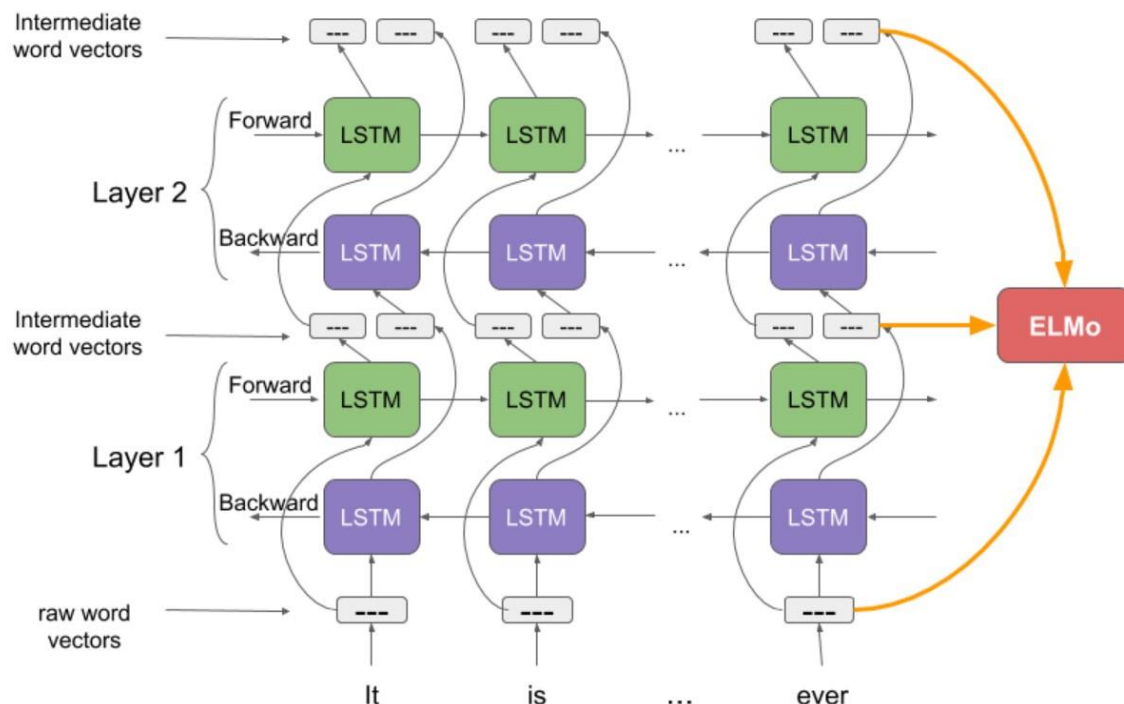 Intermediate
word vectors
--- --- --- --- --- ---
Forward
LSTM LSTM ... LSTM
Layer 2
Backward
LSTM LSTM ... LSTM
Intermediate
word vectors
--- --- --- --- --- ---
ELMo
Forward
LSTM LSTM ... LSTM
Layer 1
Backward
LSTM LSTM ... LSTM
raw word
vectors
--- --- ---
It is ... ever